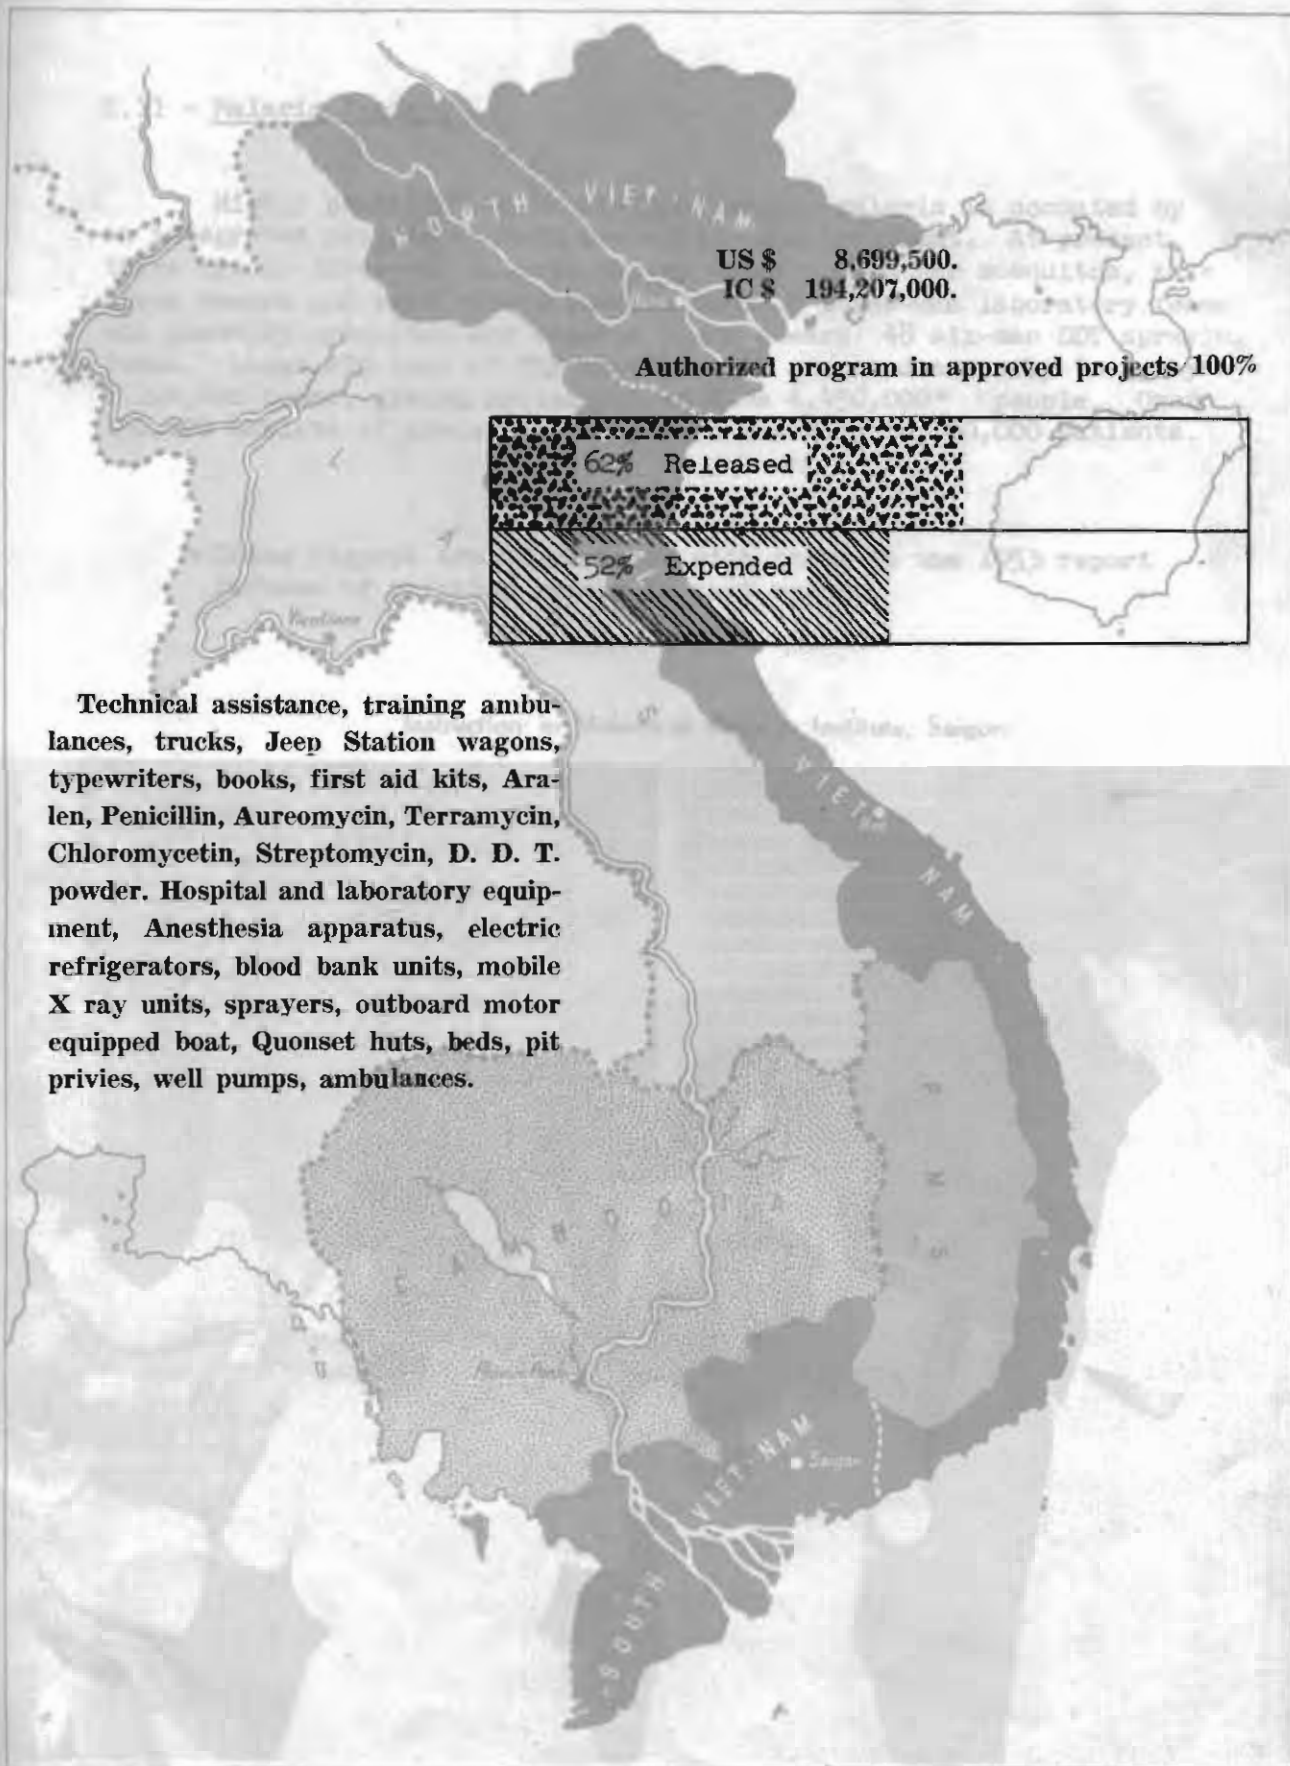 NORTH VIET-NAM
US $ 8,699,500.
IC $ 194,207,000.
Authorized program in approved projects 100%
62% Released
52% Expended
Vientiane
Technical assistance, training ambu-
lances, trucks, Jeep Station wagons,
typewriters, books, first aid kits, Ara-
len, Penicillin, Aureomycin, Terramycin,
Chloromycetin, Streptomycin, D. D. T.
powder. Hospital and laboratory equip-
ment, Anesthesia apparatus, electric
refrigerators, blood bank units, mobile
X ray units, sprayers, outboard motor
equipped boat, Quonset huts, beds, pit
privies, well pumps, ambulances.
VIET NAM
P M S
CAMBODIA
SOUTH VIET-NAM
Saigon